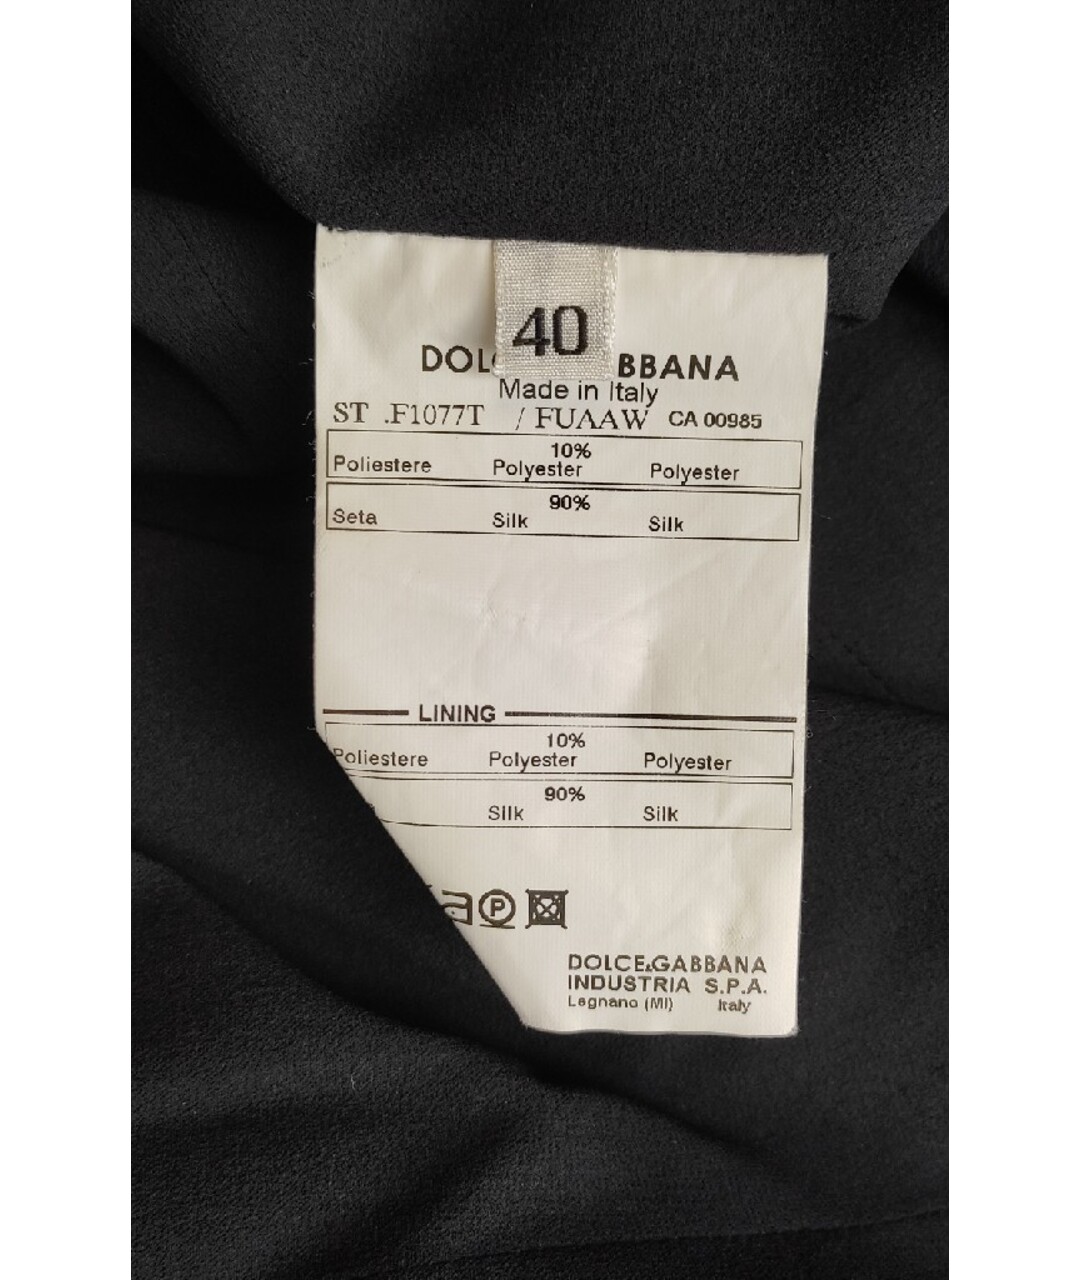 40
DOL BBANA
Made in Italy
ST .F1077T / FUAAW CA 00985
10%
Poliestere Polyester Polyester
90%
Seta Silk Silk
LINING
10%
Poliestere Polyester Polyester
90%
Silk Silk
P
DOLCE&GABBANA
INDUSTRIA S.P.A.
Legnano (MI) Italy